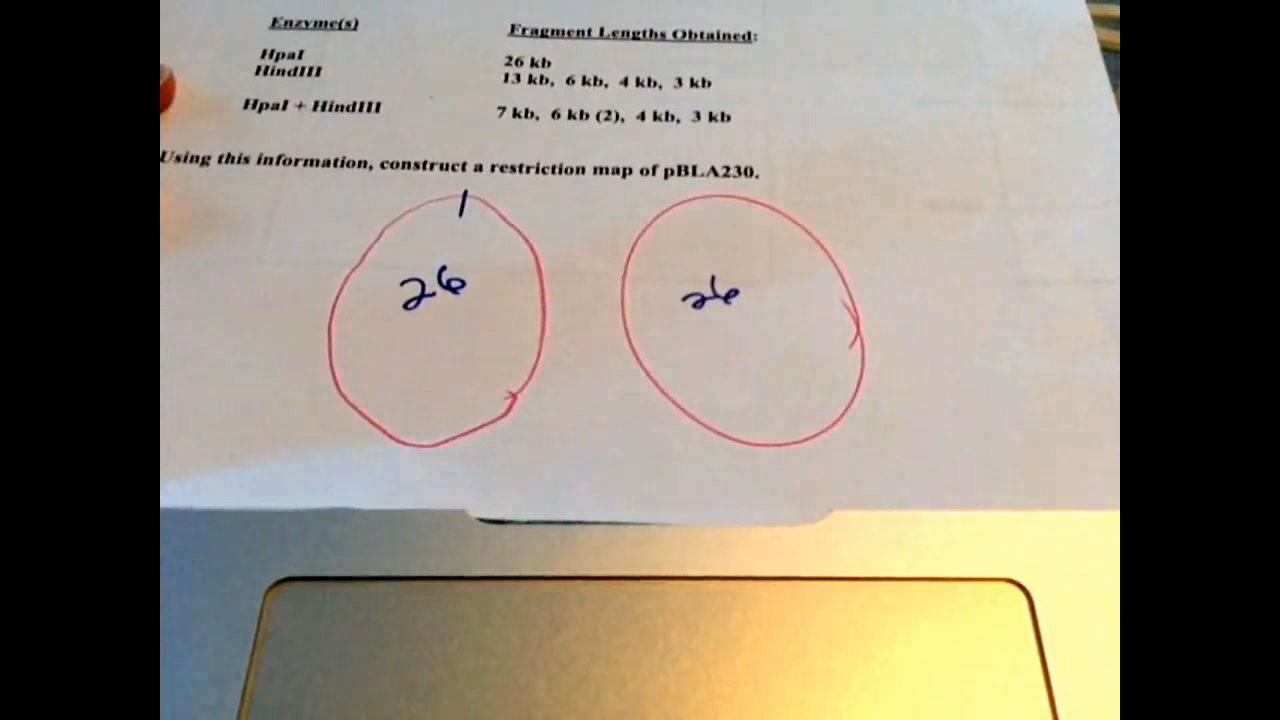 Enzyme(s) Fragment Lengths Obtained:
HpaI 26 kb
HindIII 13 kb, 6 kb, 4 kb, 3 kb
HpaI + HindIII 7 kb, 6 kb (2), 4 kb, 3 kb
Using this information, construct a restriction map of pBLA230.
26 26